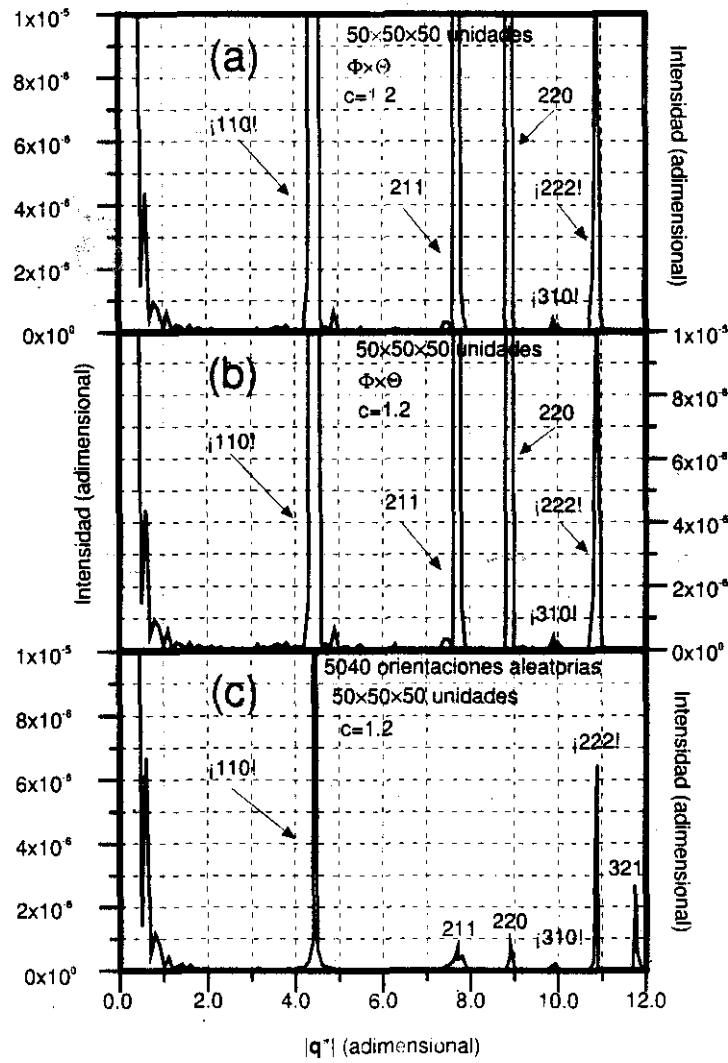 1x10⁻⁵
8x10⁻⁶
6x10⁻⁶
4x10⁻⁶
2x10⁻⁶
0x10⁰
(a)
50×50×50 unidades
Φ×Θ
c=1.2
¡110!
211
220
¡222!
¡310!
Intensidad (adimensional)
(b)
50×50×50 unidades
Φ×Θ
c=1.2
¡110!
211
220
¡222!
¡310!
Intensidad (adimensional)
1x10⁻⁵
8x10⁻⁶
6x10⁻⁶
4x10⁻⁶
2x10⁻⁶
0x10⁰
1x10⁻⁵
8x10⁻⁶
6x10⁻⁶
4x10⁻⁶
2x10⁻⁶
0x10⁰
(c)
5040 orientaciones aleatorias
50×50×50 unidades
c=1.2
¡110!
211
220
¡310!
¡222!
321
Intensidad (adimensional)
0.0 2.0 4.0 6.0 8.0 10.0 12.0
|q*| (adimensional)